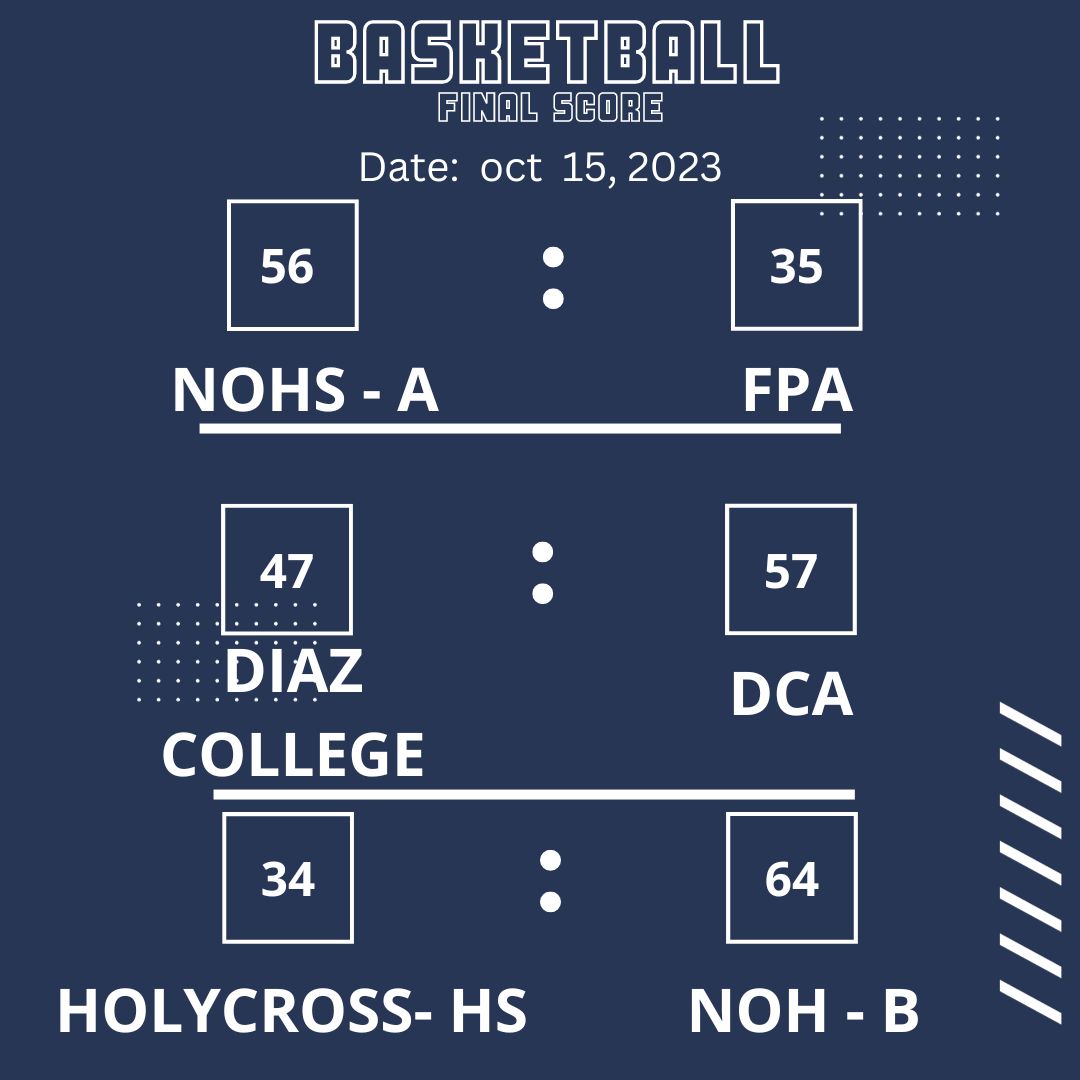 BASKETBALL
FINAL SCORE
Date: oct 15, 2023
56 : 35
NOHS - A FPA
47 : 57
DIAZ
COLLEGE DCA
34 : 64
HOLYCROSS- HS NOH - B